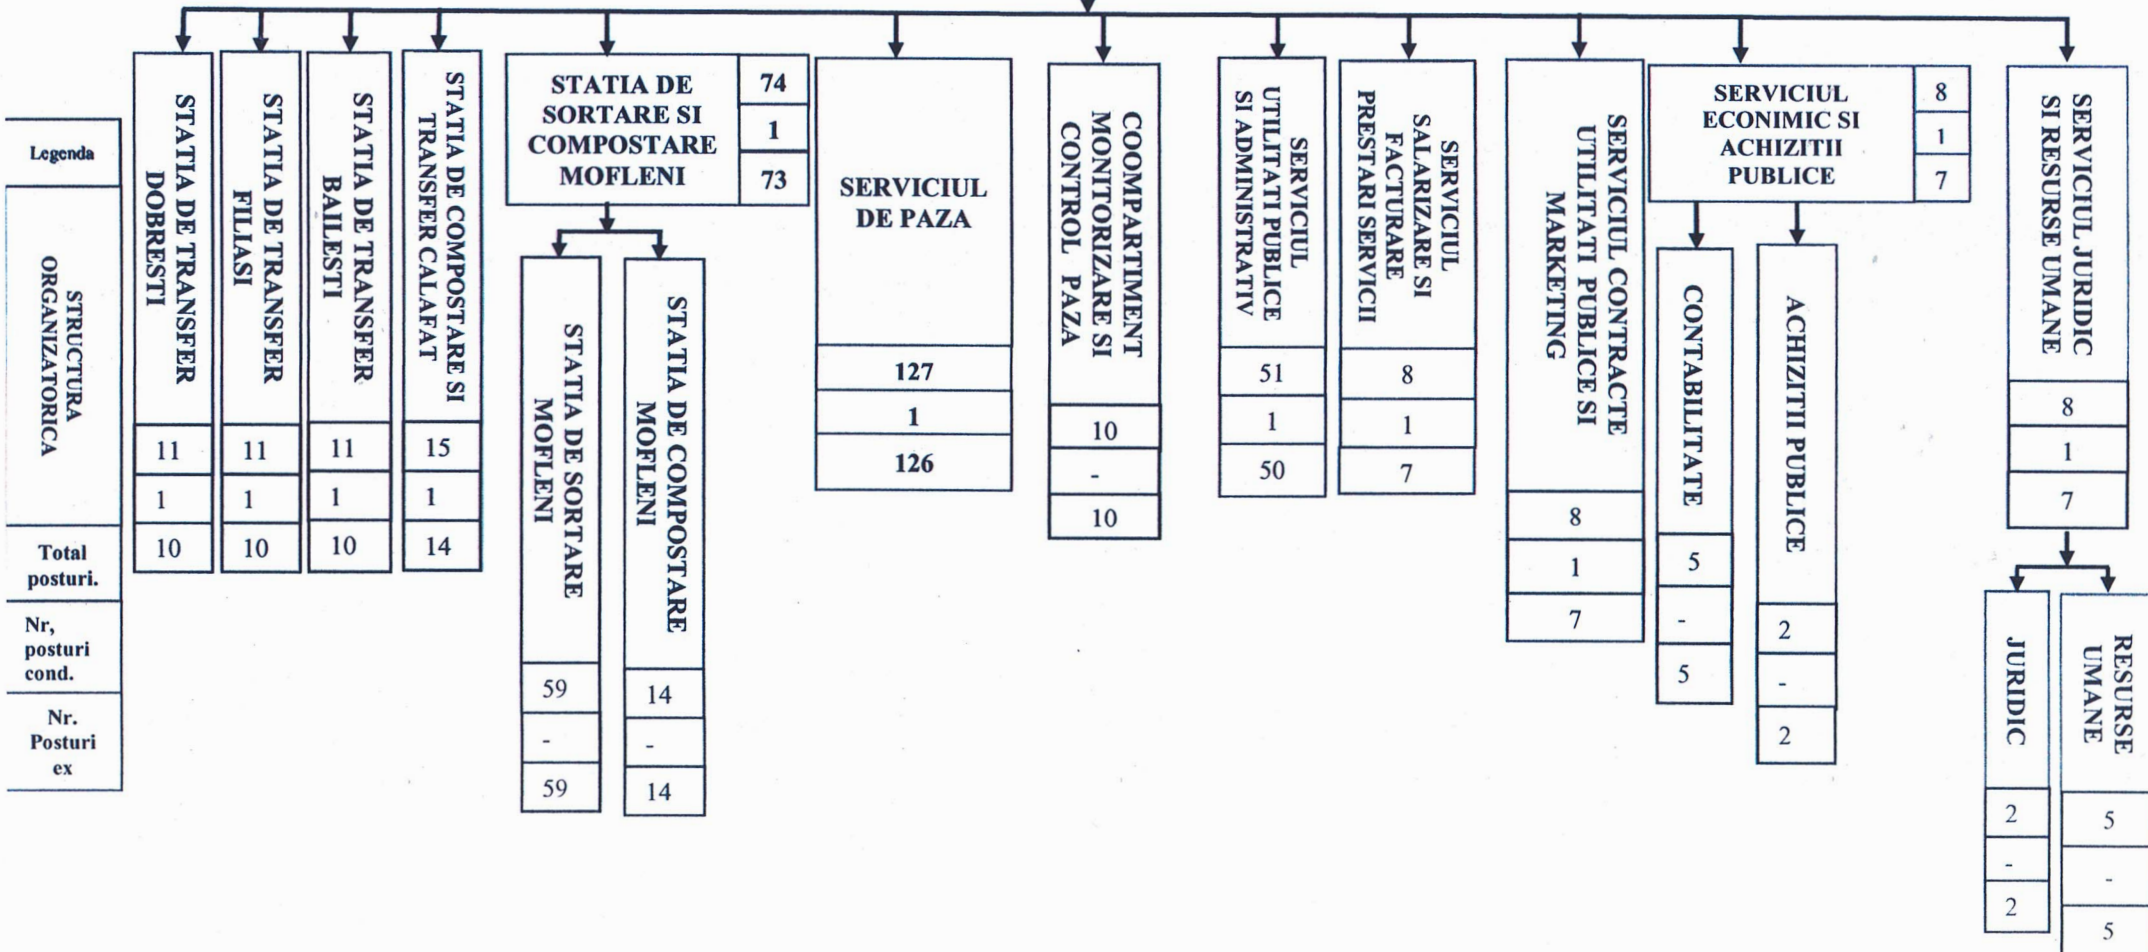 Legenda
STRUCTURA
ORGANIZATORICA
Total
posturi.
Nr,
posturi
cond.
Nr.
Posturi
ex
STATIA DE TRANSFER
DOBRESTI
11
1
10
STATIA DE TRANSFER
FILIASI
11
1
10
STATIA DE TRANSFER
BAILESTI
11
1
10
STATIA DE COMPOSTARE SI
TRANSFER CALAFAT
15
1
14
STATIA DE
SORTARE SI
COMPOSTARE
MOFLENI
74
1
73
STATIA DE SORTARE
MOFLENI
59
-
59
STATIA DE COMPOSTARE
MOFLENI
14
-
14
SERVICIUL
DE PAZA
127
1
126
COOMPARTIMENT
MONITORIZARE SI
CONTROL PAZA
10
-
10
SERVICIUL
UTILITATI PUBLICE
SI ADMINISTRATIV
51
1
50
SERVICIUL
SALARIZARE SI
FACTURARE
PRESTARI SERVICII
8
1
7
SERVICIUL CONTRACTE
UTILITATI PUBLICE SI
MARKETING
8
1
7
SERVICIUL
ECONIMIC SI
ACHIZITII
PUBLICE
8
1
7
CONTABILITATE
5
-
5
ACHIZITII PUBLICE
2
-
2
SERVICIUL JURIDIC
SI RESURSE UMANE
8
1
7
JURIDIC
2
-
2
RESURSE
UMANE
5
-
5